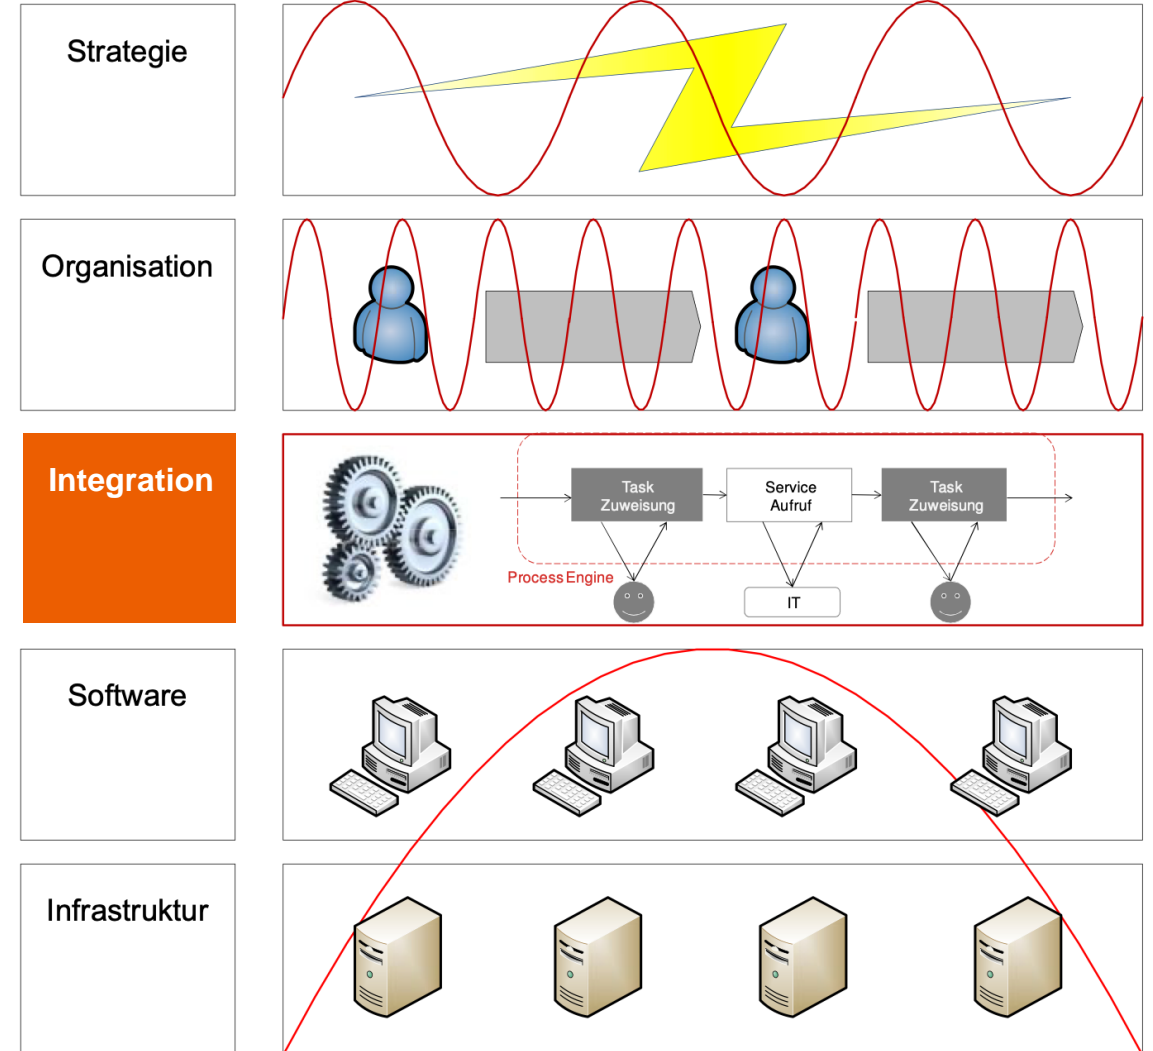 Strategie
Organisation
Integration
Task
Zuweisung
Service
Aufruf
Task
Zuweisung
Process Engine
IT
Software
Infrastruktur